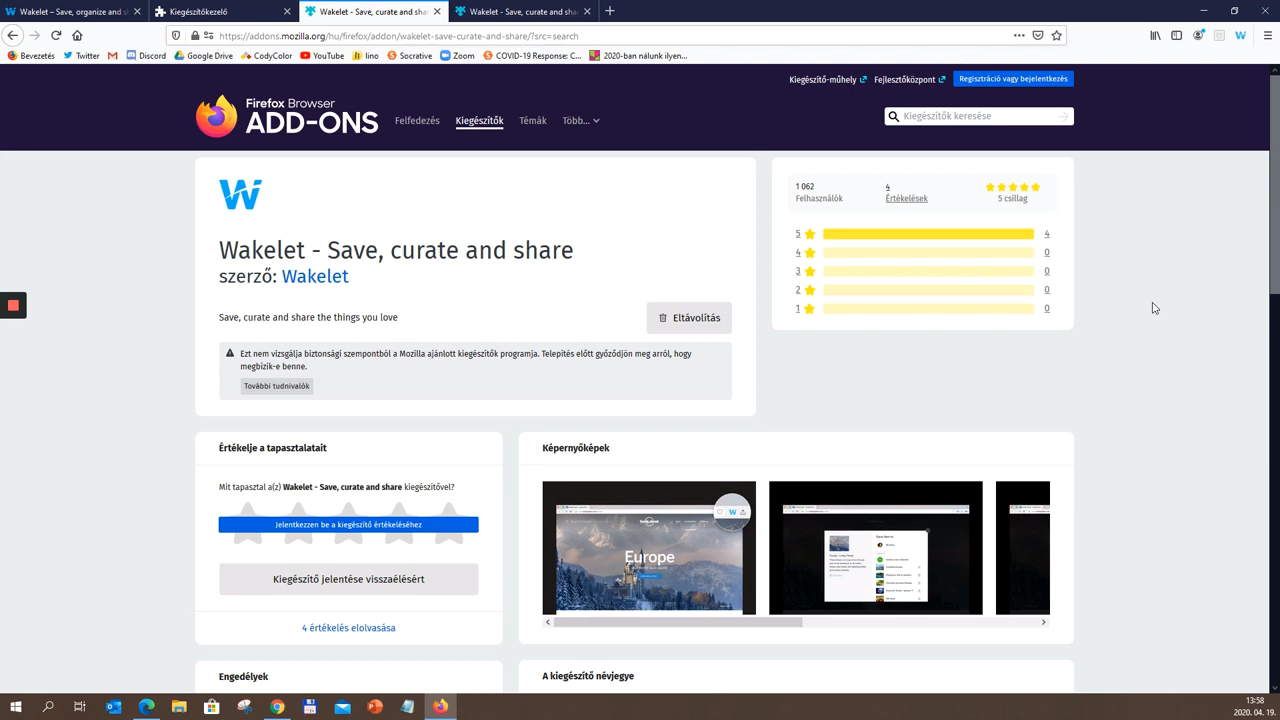 Wakelet – Save, organize and sh
Kiegészítőkezelő
Wakelet - Save, curate and shar
Wakelet - Save, curate and shar
https://addons.mozilla.org/hu/firefox/addon/wakelet-save-curate-and-share/?src=search
Bevezetés
Twitter
Discord
Google Drive
CodyColor
YouTube
lino
Socrative
Zoom
COVID-19 Response: C...
2020-ban nálunk ilyen...
Kiegészítő-műhely
Fejlesztőközpont
Regisztráció vagy bejelentkezés
Firefox Browser
ADD-ONS
Felfedezés
Kiegészítők
Témák
Több...
Kiegészítők keresése
Wakelet - Save, curate and share
szerző: Wakelet
Save, curate and share the things you love
Eltávolítás
Ezt nem vizsgálja biztonsági szempontból a Mozilla ajánlott kiegészítők programja. Telepítés előtt győződjön meg arról, hogy
megbízik-e benne.
További tudnivalók
1 062
Felhasználók
4
Értékelések
5 csillag
5 4
4 0
3 0
2 0
1 0
Értékelje a tapasztalatait
Mit tapasztal a(z) Wakelet - Save, curate and share kiegészítővel?
Jelentkezzen be a kiegészítő értékeléséhez
Kiegészítő jelentése visszaélésért
4 értékelés elolvasása
Képernyőképek
Europe
Engedélyek
A kiegészítő névjegye
13:58
2020. 04. 19.